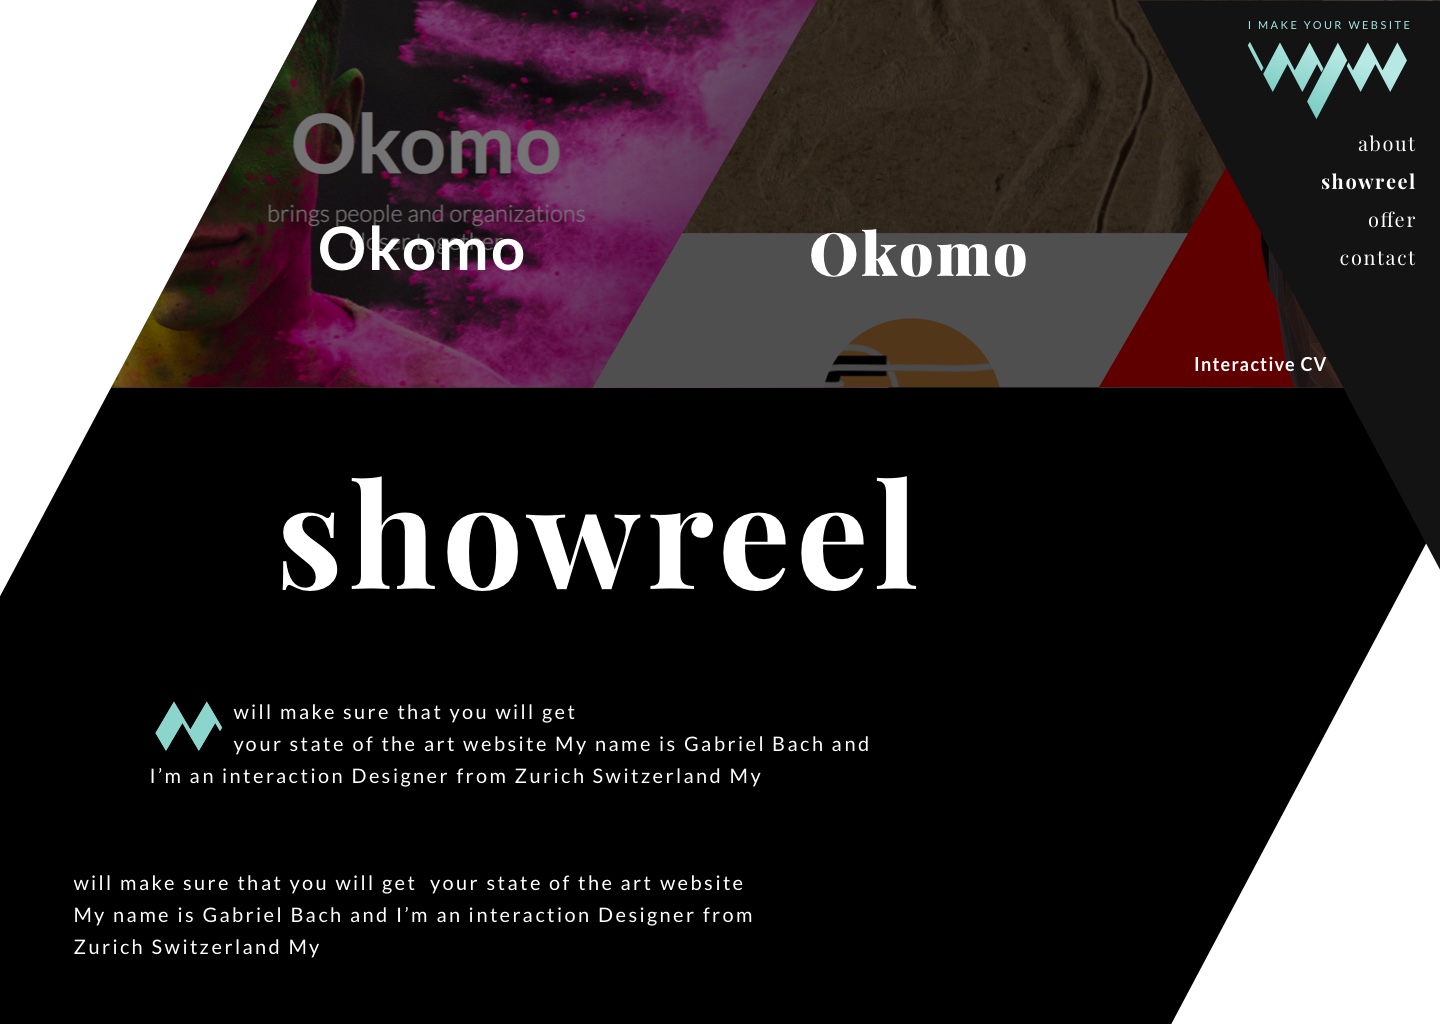 I MAKE YOUR WEBSITE
about
showreel
offer
contact
Okomo
brings people and organizations
closer together
Okomo
Okomo
Interactive CV
showreel
will make sure that you will get
your state of the art website My name is Gabriel Bach and
I’m an interaction Designer from Zurich Switzerland My
will make sure that you will get  your state of the art website
My name is Gabriel Bach and I’m an interaction Designer from
Zurich Switzerland My